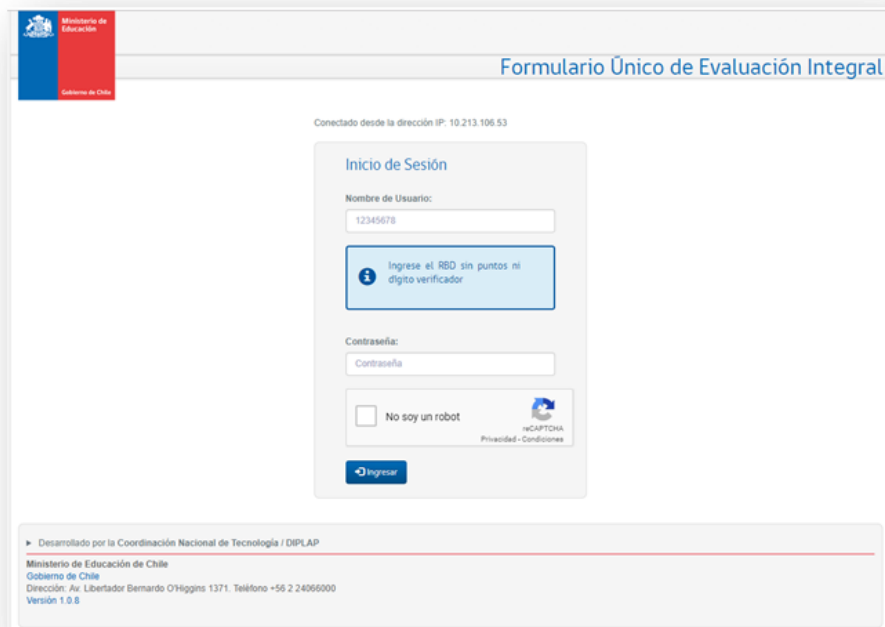 Ministerio de
Educación
Gobierno de Chile
Formulario Único de Evaluación Integral
Conectado desde la dirección IP: 10.213.106.53
Inicio de Sesión
Nombre de Usuario:
12345678
Ingrese el RBD sin puntos ni
dígito verificador
Contraseña:
Contraseña
No soy un robot
reCAPTCHA
Privacidad - Condiciones
Ingresar
Desarrollado por la Coordinación Nacional de Tecnología / DIPLAP
Ministerio de Educación de Chile
Gobierno de Chile
Dirección: Av. Libertador Bernardo O'Higgins 1371. Teléfono +56 2 24066000
Versión 1.0.8